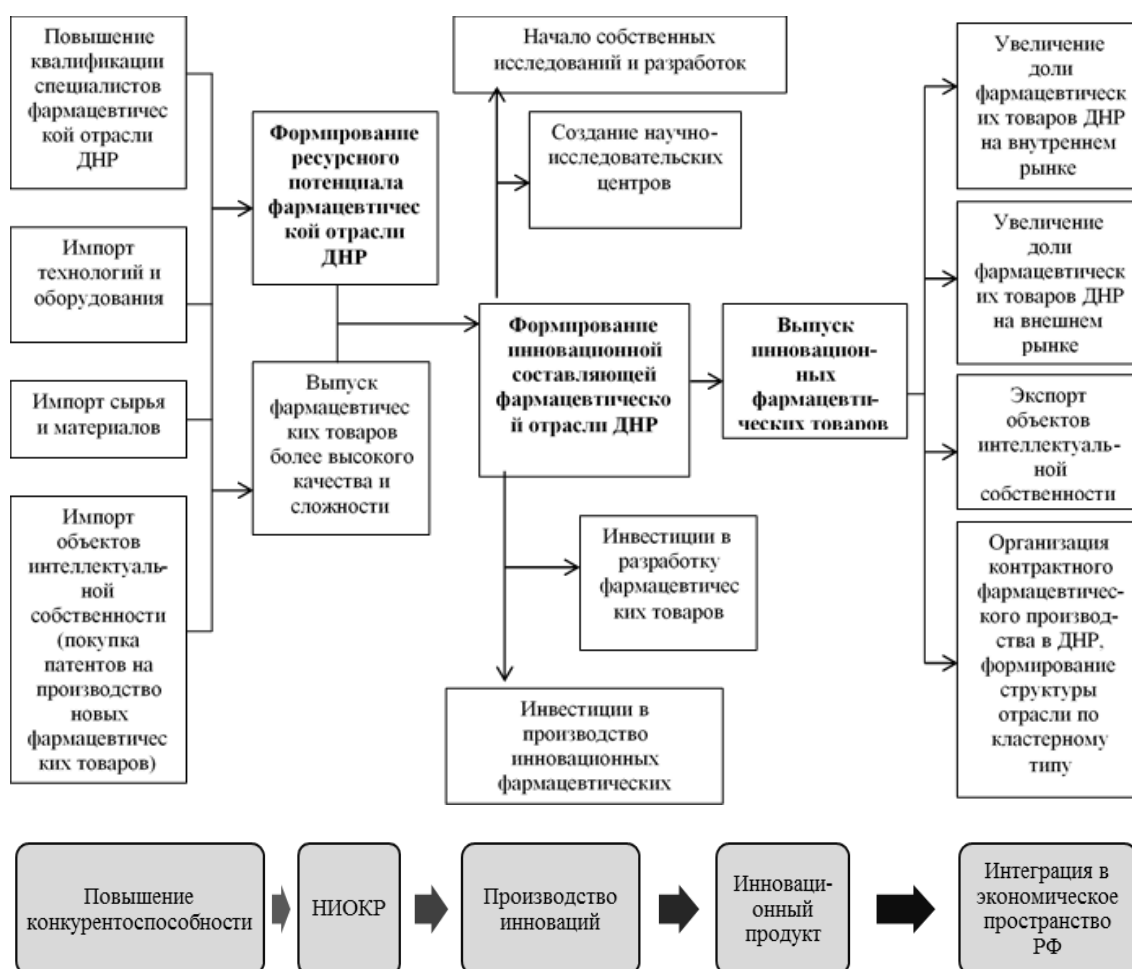 Повышение
квалификации
специалистов
фармацевтичес
кой отрасли
ДНР
Импорт
технологий и
оборудования
Импорт сырья
и материалов
Импорт
объектов
интеллектуаль-
ной
собственности
(покупка
патентов на
производство
новых
фармацевтичес
ких товаров)
Формирование
ресурсного
потенциала
фармацевтичес
кой отрасли
ДНР
Выпуск
фармацевтичес
ких товаров
более высокого
качества и
сложности
Начало собственных
исследований и разработок
Создание научно-
исследовательских
центров
Формирование
инновационной
составляющей
фармацевтическо
й отрасли ДНР
Инвестиции в
разработку
фармацевтичес
ких товаров
Инвестиции в
производство
инновационных
фармацевтических
Выпуск
инновацион-
ных
фармацевти-
ческих товаров
Увеличение
доли
фармацевтическ
их товаров ДНР
на внутреннем
рынке
Увеличение
доли
фармацевтическ
их товаров ДНР
на внешнем
рынке
Экспорт
объектов
интеллектуаль-
ной
собственности
Организация
контрактного
фармацевтичес-
кого производ-
ства в ДНР,
формирование
структуры
отрасли по
кластерному
типу
Повышение
конкурентоспособности
НИОКР
Производство
инноваций
Инноваци-
онный
продукт
Интеграция в
экономическое
пространство
РФ